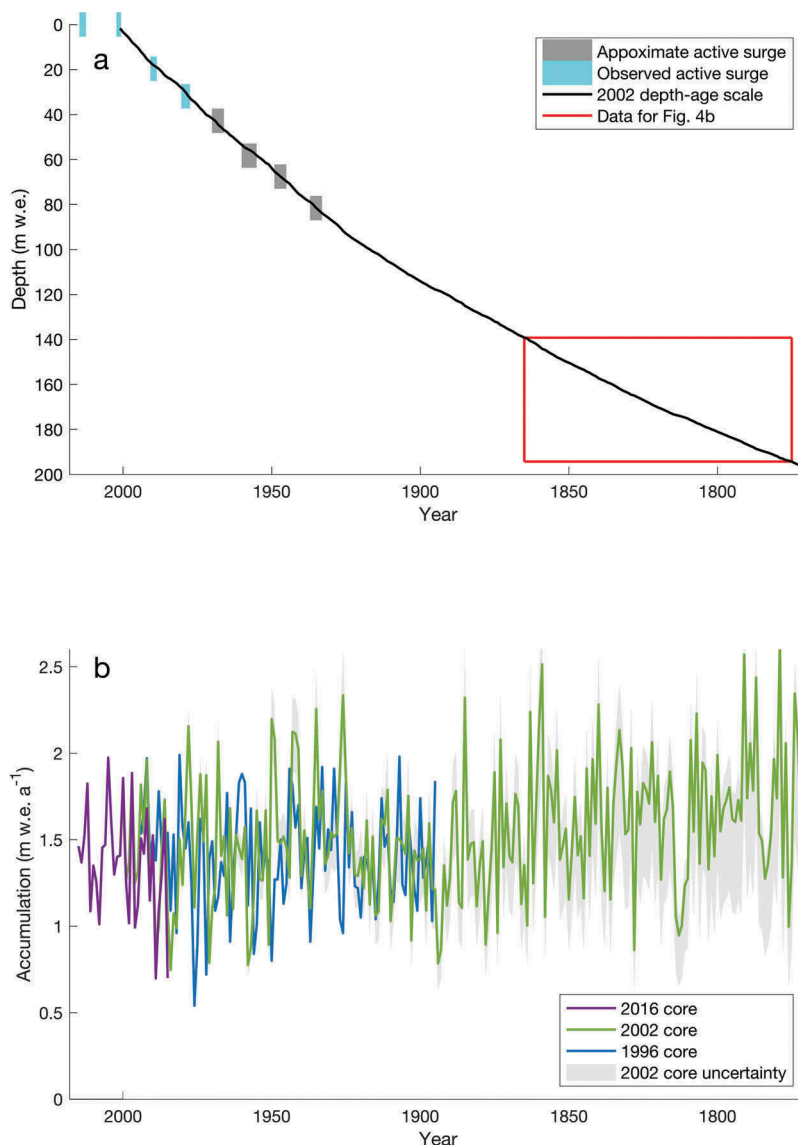 a
0
20
40
60
80
100
120
140
160
180
200
Depth (m w.e.)
2000
1950
1900
1850
1800
Year
Appoximate active surge
Observed active surge
2002 depth-age scale
Data for Fig. 4b
b
2.5
2
1.5
1
0.5
0
Accumulation (m w.e. a⁻¹)
2000
1950
1900
1850
1800
Year
2016 core
2002 core
1996 core
2002 core uncertainty